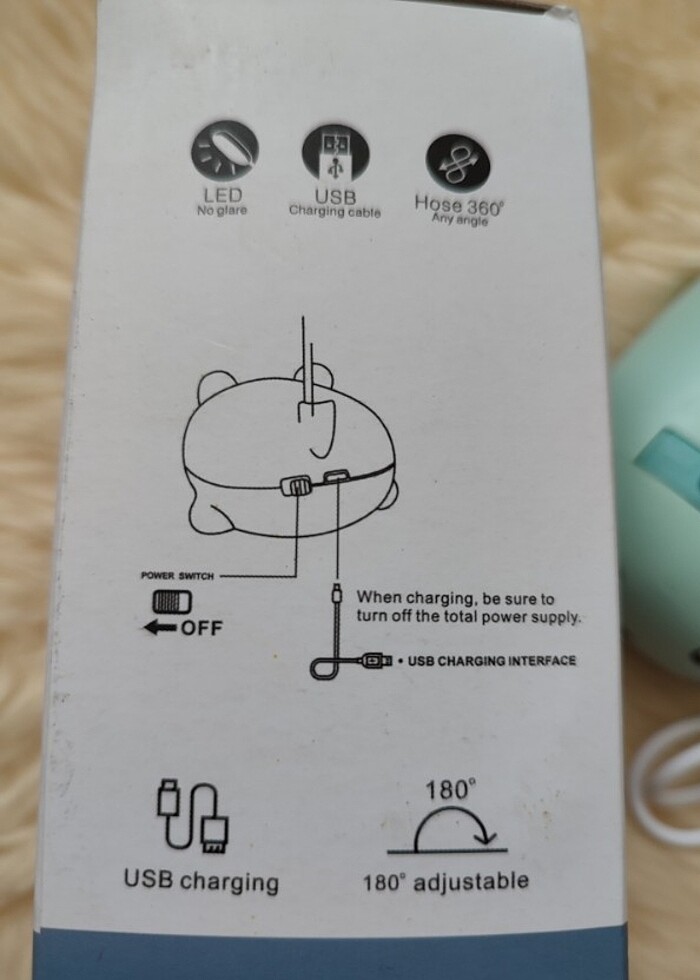 LED
No glare
USB
Charging cable
Hose 360°
Any angle
POWER SWITCH
OFF
When charging, be sure to
turn off the total power supply.
• USB CHARGING INTERFACE
USB charging
180°
180° adjustable